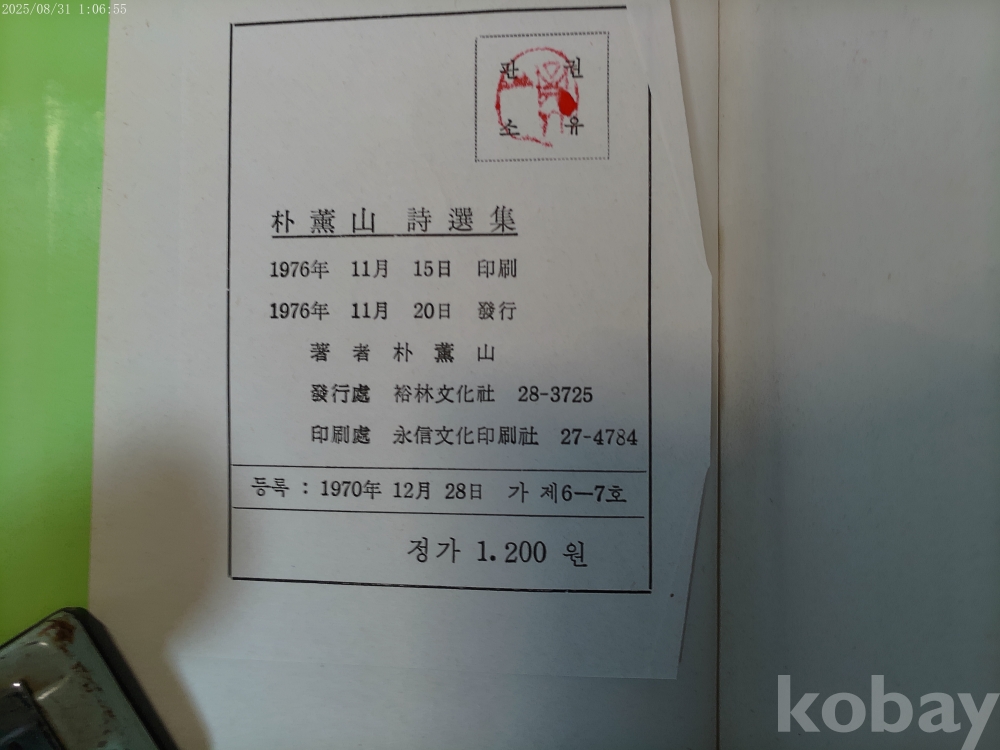 2025/08/31 1:06:55
판 권
소 유
朴薰山 詩選集
1976年 11月 15日 印刷
1976年 11月 20日 發行
著者 朴薰山
發行處 裕林文化社 28-3725
印刷處 永信文化印刷社 27-4784
등록 : 1970年 12月 28日 가 제6—7호
정가 1.200 원
kobay